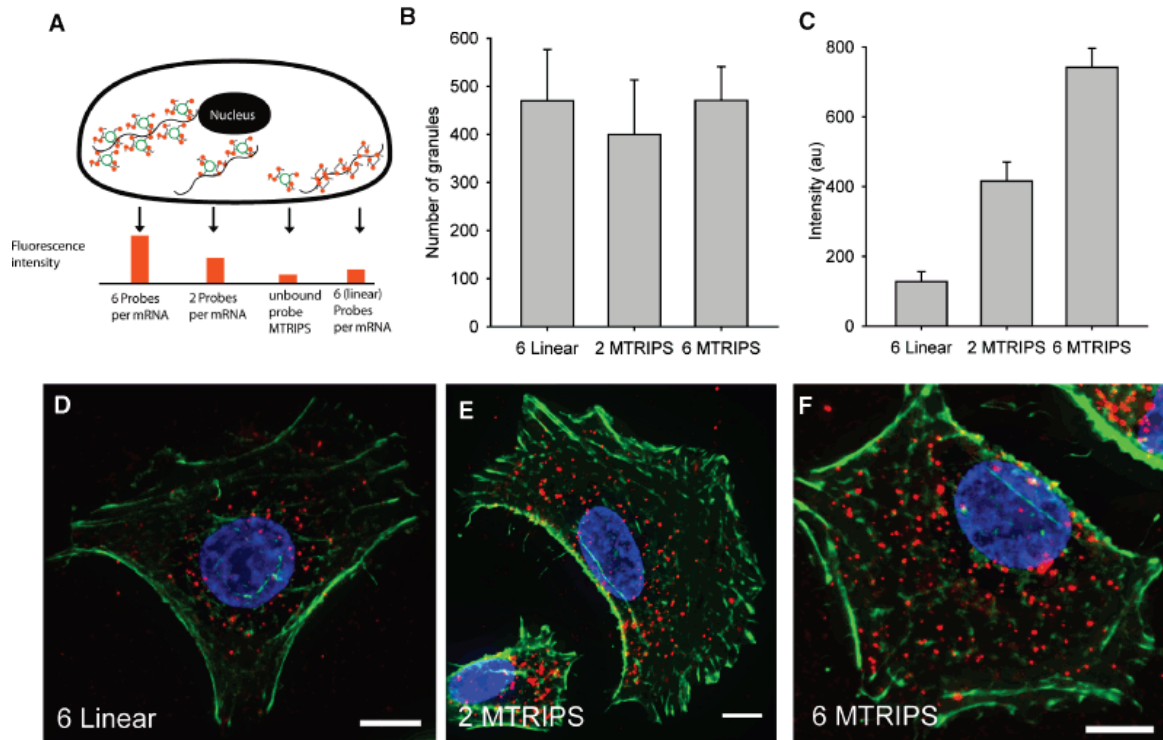 A
Nucleus
Fluorescence
intensity
6 Probes
per mRNA
2 Probes
per mRNA
unbound
probe
MTRIPS
6 (linear)
Probes
per mRNA
B
Number of granules
600
500
400
300
200
100
0
6 Linear 2 MTRIPS 6 MTRIPS
C
Intensity (au)
800
600
400
200
0
6 Linear 2 MTRIPS 6 MTRIPS
D
6 Linear
E
2 MTRIPS
F
6 MTRIPS